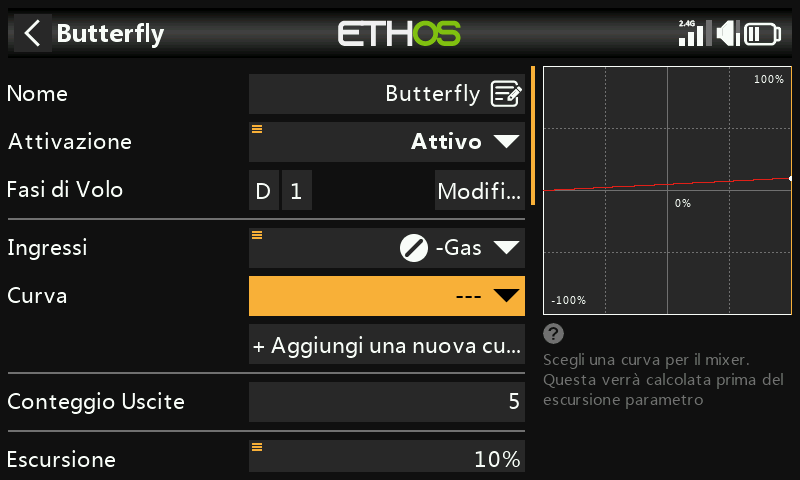 Butterfly
ETHOS
2.4G
Nome
Butterfly
Attivazione
Attivo
Fasi di Volo
D 1
Modifi...
Ingressi
-Gas
Curva
---
+ Aggiungi una nuova cu...
Conteggio Uscite
5
Escursione
10%
100%
0%
-100%
?
Scegli una curva per il mixer.
Questa verrà calcolata prima del
escursione parametro